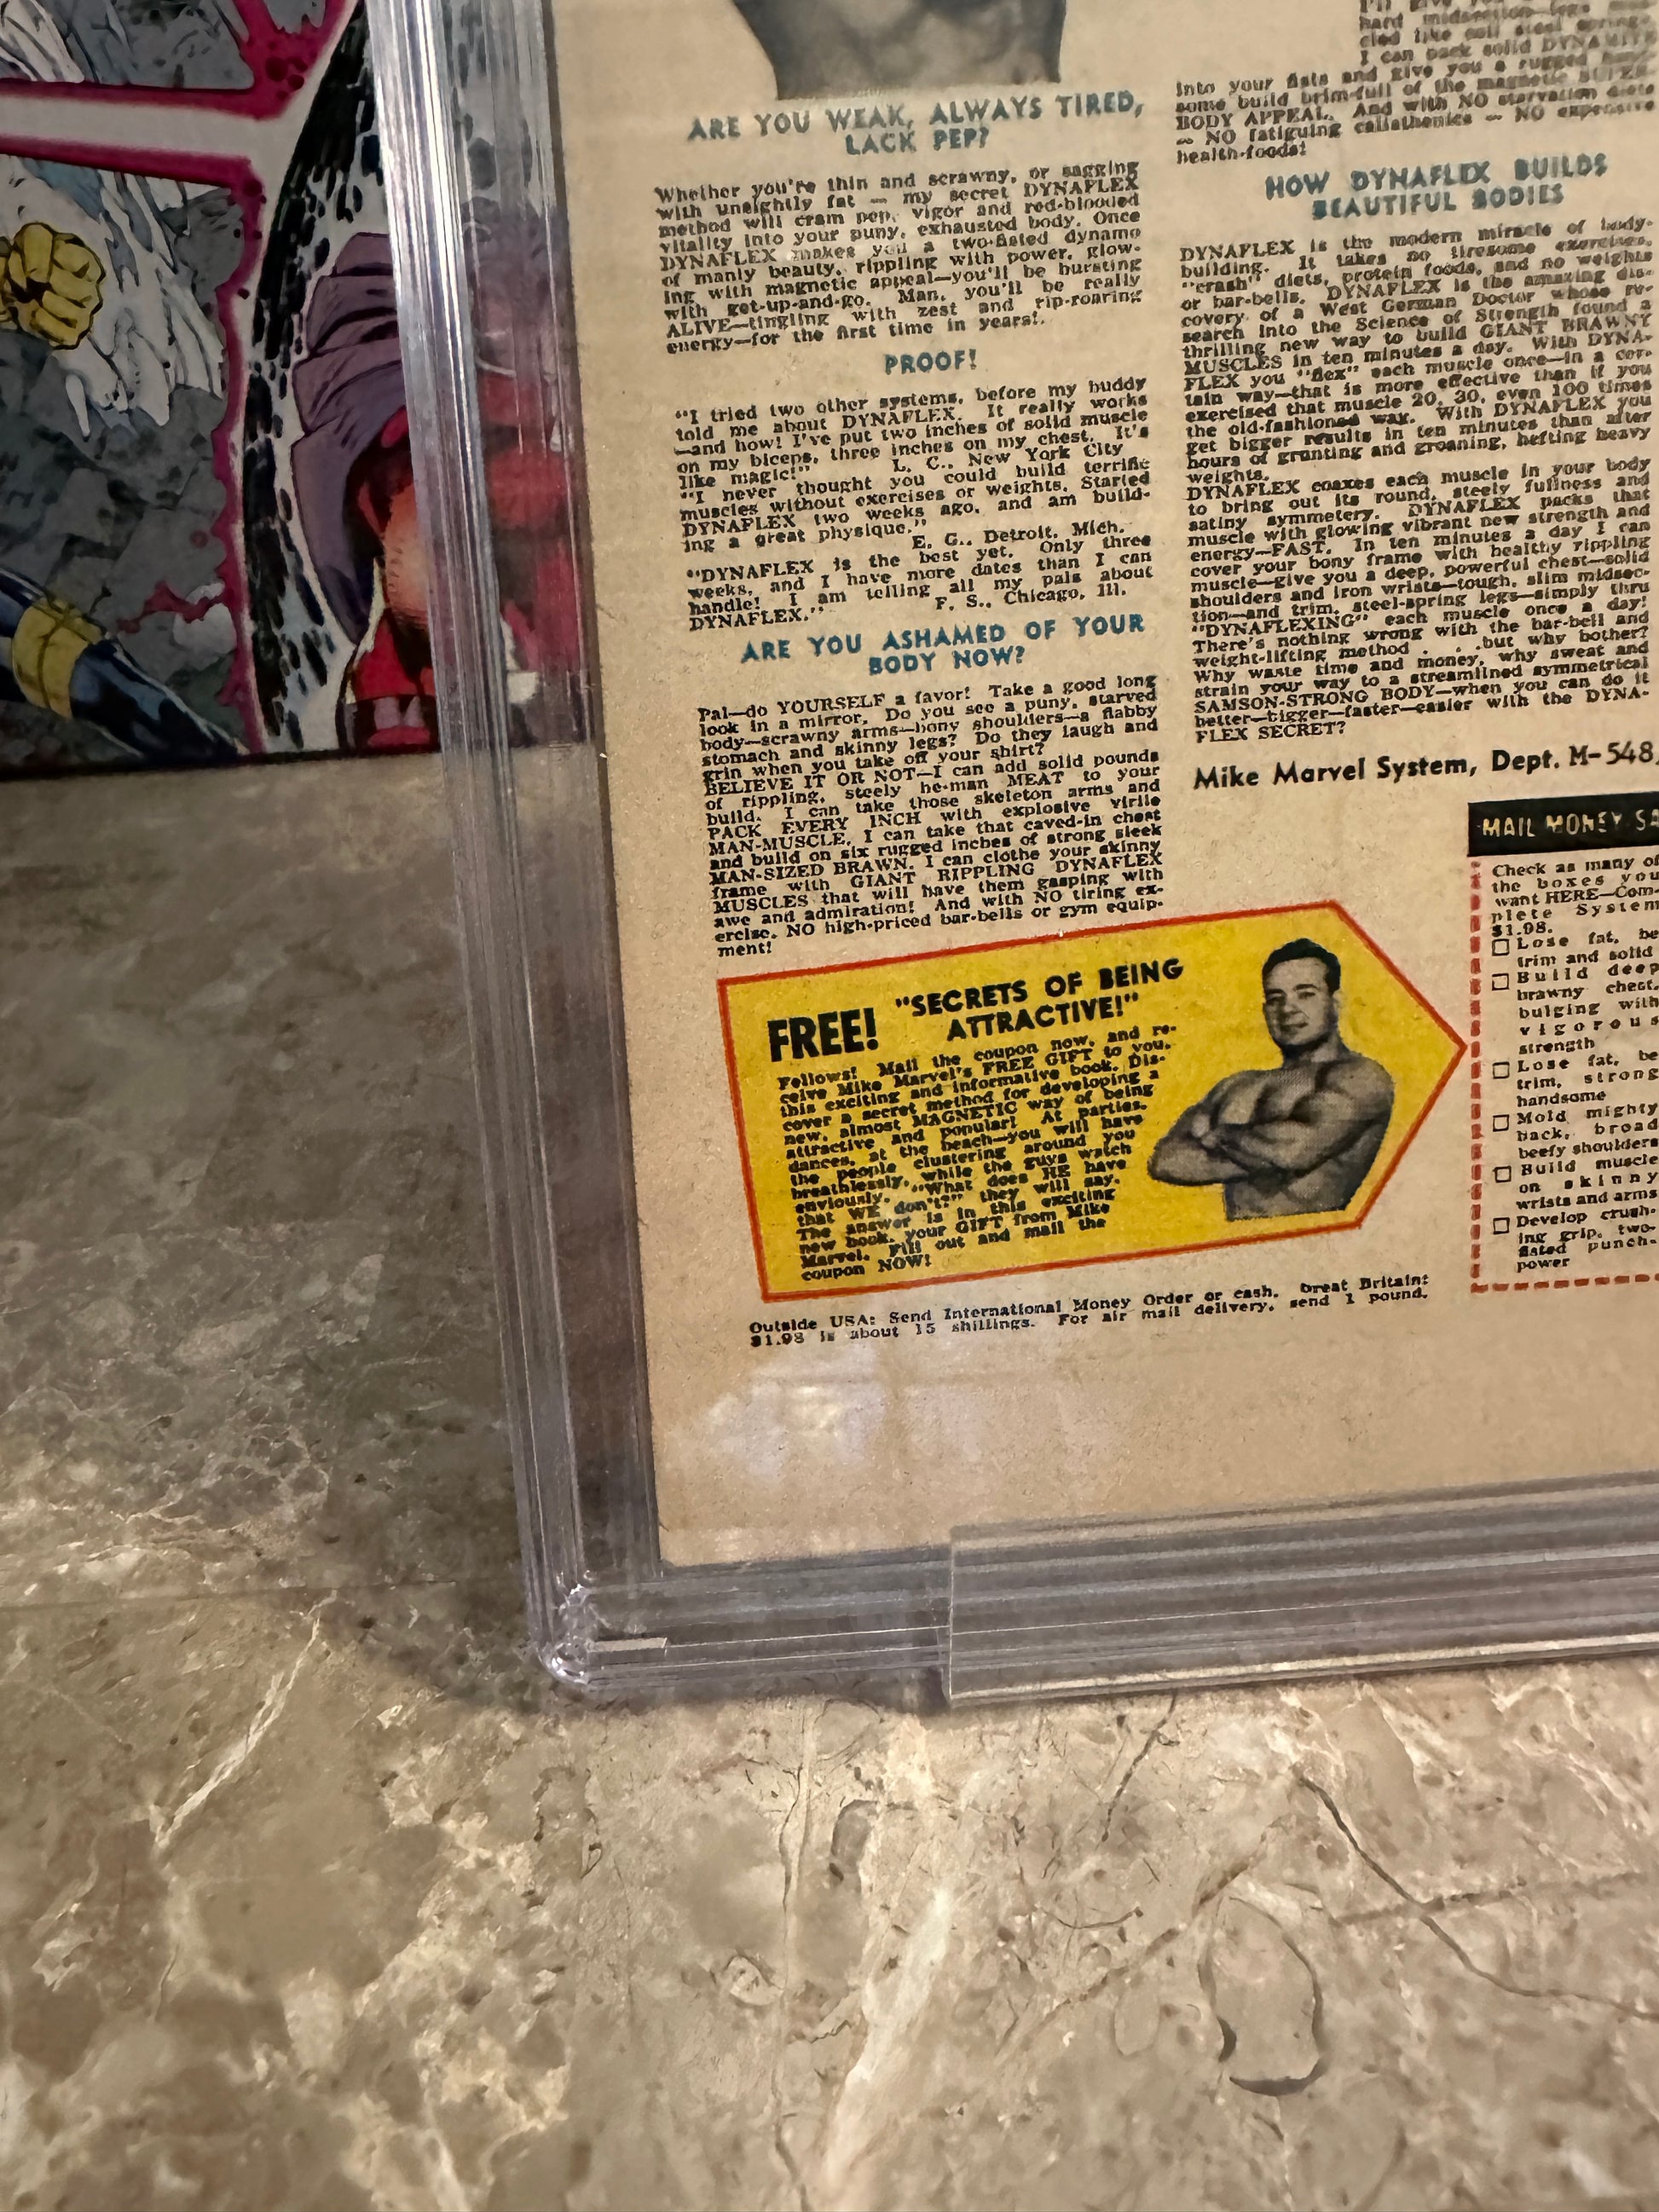 ARE YOU WEAK, ALWAYS TIRED,
LACK PEP?
Whether you're thin and scrawny, or sagging
with unsightly fat — my secret DYNAFLEX
method will cram pep, vigor and red-blooded
vitality into your puny, exhausted body. Once
DYNAFLEX makes you a two-fisted dynamo
of manly beauty, rippling with power, glow-
ing with magnetic appeal—you'll be bursting
with get-up-and-go. Man, you'll be really
ALIVE—tingling with zest and rip-roaring
energy—for the first time in years!
PROOF!
"I tried two other systems, before my buddy
told me about DYNAFLEX. It really works
—and how! I've put two inches of solid muscle
on my biceps, three inches on my chest. It's
like magic!" L. C., New York City
"I never thought you could build terrific
muscles without exercises or weights. Started
DYNAFLEX two weeks ago, and am build-
ing a great physique."
E. G., Detroit, Mich.
"DYNAFLEX is the best yet. Only three
weeks, and I have more dates than I can
handle! I am telling all my pals about
DYNAFLEX." F. S., Chicago, Ill.
ARE YOU ASHAMED OF YOUR
BODY NOW?
Pal—do YOURSELF a favor! Take a good long
look in a mirror. Do you see a puny, starved
body—scrawny arms—bony shoulders—a flabby
stomach and skinny legs? Do they laugh and
grin when you take off your shirt?
BELIEVE IT OR NOT—I can add solid pounds
of rippling, steely he-man MEAT to your
build. I can take those skeleton arms and
PACK EVERY INCH with explosive virile
MAN-MUSCLE. I can take that caved-in chest
and build on six rugged inches of strong sleek
MAN-SIZED BRAWN. I can clothe your skinny
frame with GIANT RIPPLING DYNAFLEX
MUSCLES that will have them gasping with
awe and admiration! And with NO tiring ex-
ercise. NO high-priced bar-bells or gym equip-
ment!
FREE! "SECRETS OF BEING
ATTRACTIVE!"
Fellows! Mail the coupon now, and re-
ceive Mike Marvel's FREE GIFT to you,
this exciting and informative book. Dis-
cover a secret method for developing a
new, almost MAGNETIC way of being
attractive and popular! At parties,
dances, at the beach—you will have
the people clustering around you
breathlessly, while the guys watch
enviously. "What does HE have
that WE don't?" they will say.
The answer is in this exciting
new book, your GIFT from Mike
Marvel. Fill out and mail the
coupon NOW!
Outside USA: Send International Money Order or cash. Great Britain:
$1.98 is about 15 shillings. For air mail delivery, send 1 pound.
hard midsection—legs
cled like coil steel springs.
I can pack solid DYNAMITE
into your fists and give you a rugged
some build brim-full of the magnetic SUPER-
BODY APPEAL. And with NO starvation diets
— NO fatiguing calisthenics — NO expensive
health-foods!
HOW DYNAFLEX BUILDS
BEAUTIFUL BODIES
DYNAFLEX is the modern miracle of body-
building. It takes no tiresome exercises,
"crash" diets, protein foods, and no weights
or bar-bells. DYNAFLEX is the amazing dis-
covery of a West German Doctor whose re-
search into the Science of Strength found a
thrilling new way to build GIANT BRAWNY
MUSCLES in ten minutes a day. With DYNA-
FLEX you "flex" each muscle once—in a cer-
tain way—that is more effective than if you
exercised that muscle 20, 30, even 100 times
the old-fashioned way. With DYNAFLEX you
get bigger results in ten minutes than after
hours of grunting and groaning, hefting heavy
weights.
DYNAFLEX coaxes each muscle in your body
to bring out its round, steely fullness and
satiny symmetery. DYNAFLEX packs that
muscle with glowing vibrant new strength and
energy—FAST. In ten minutes a day I can
cover your bony frame with healthy rippling
muscle—give you a deep, powerful chest—solid
shoulders and iron wrists—tough, slim midsec-
tion—and trim, steel-spring legs—simply thru
"DYNAFLEXING" each muscle once a day!
There's nothing wrong with the bar-bell and
weight-lifting method . . . but why bother?
Why waste time and money, why sweat and
strain your way to a streamlined symmetrical
SAMSON-STRONG BODY—when you can do it
better—bigger—faster—easier with the DYNA-
FLEX SECRET?
Mike Marvel System, Dept. M-548,
MAIL MONEY SA
Check as many of
the boxes you
want HERE—Com-
plete System
$1.98.
Lose fat, be
trim and solid
Build deep
brawny chest,
bulging with
vigorous
strength
Lose fat, be
trim, strong
handsome
Mold mighty
back, broad
beefy shoulders
Build muscle
on skinny
wrists and arms
Develop crush-
ing grip, two-
fisted punch-
power